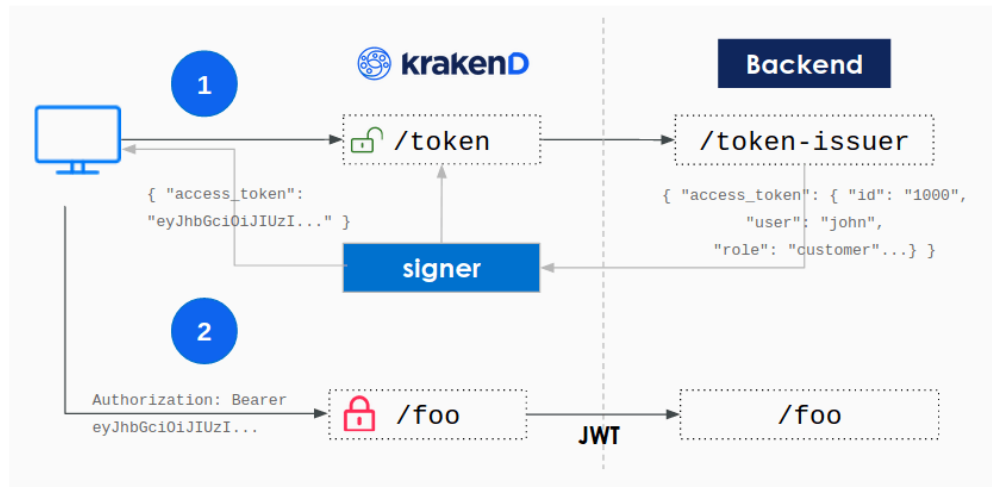 1
krakenD
Backend
/token
/token-issuer
{ "access_token":
"eyJhbGciOiJIUzI..." }
{ "access_token": { "id": "1000",
"user": "john",
"role": "customer"...} }
signer
2
Authorization: Bearer
eyJhbGciOiJIUzI...
/foo
JWT
/foo